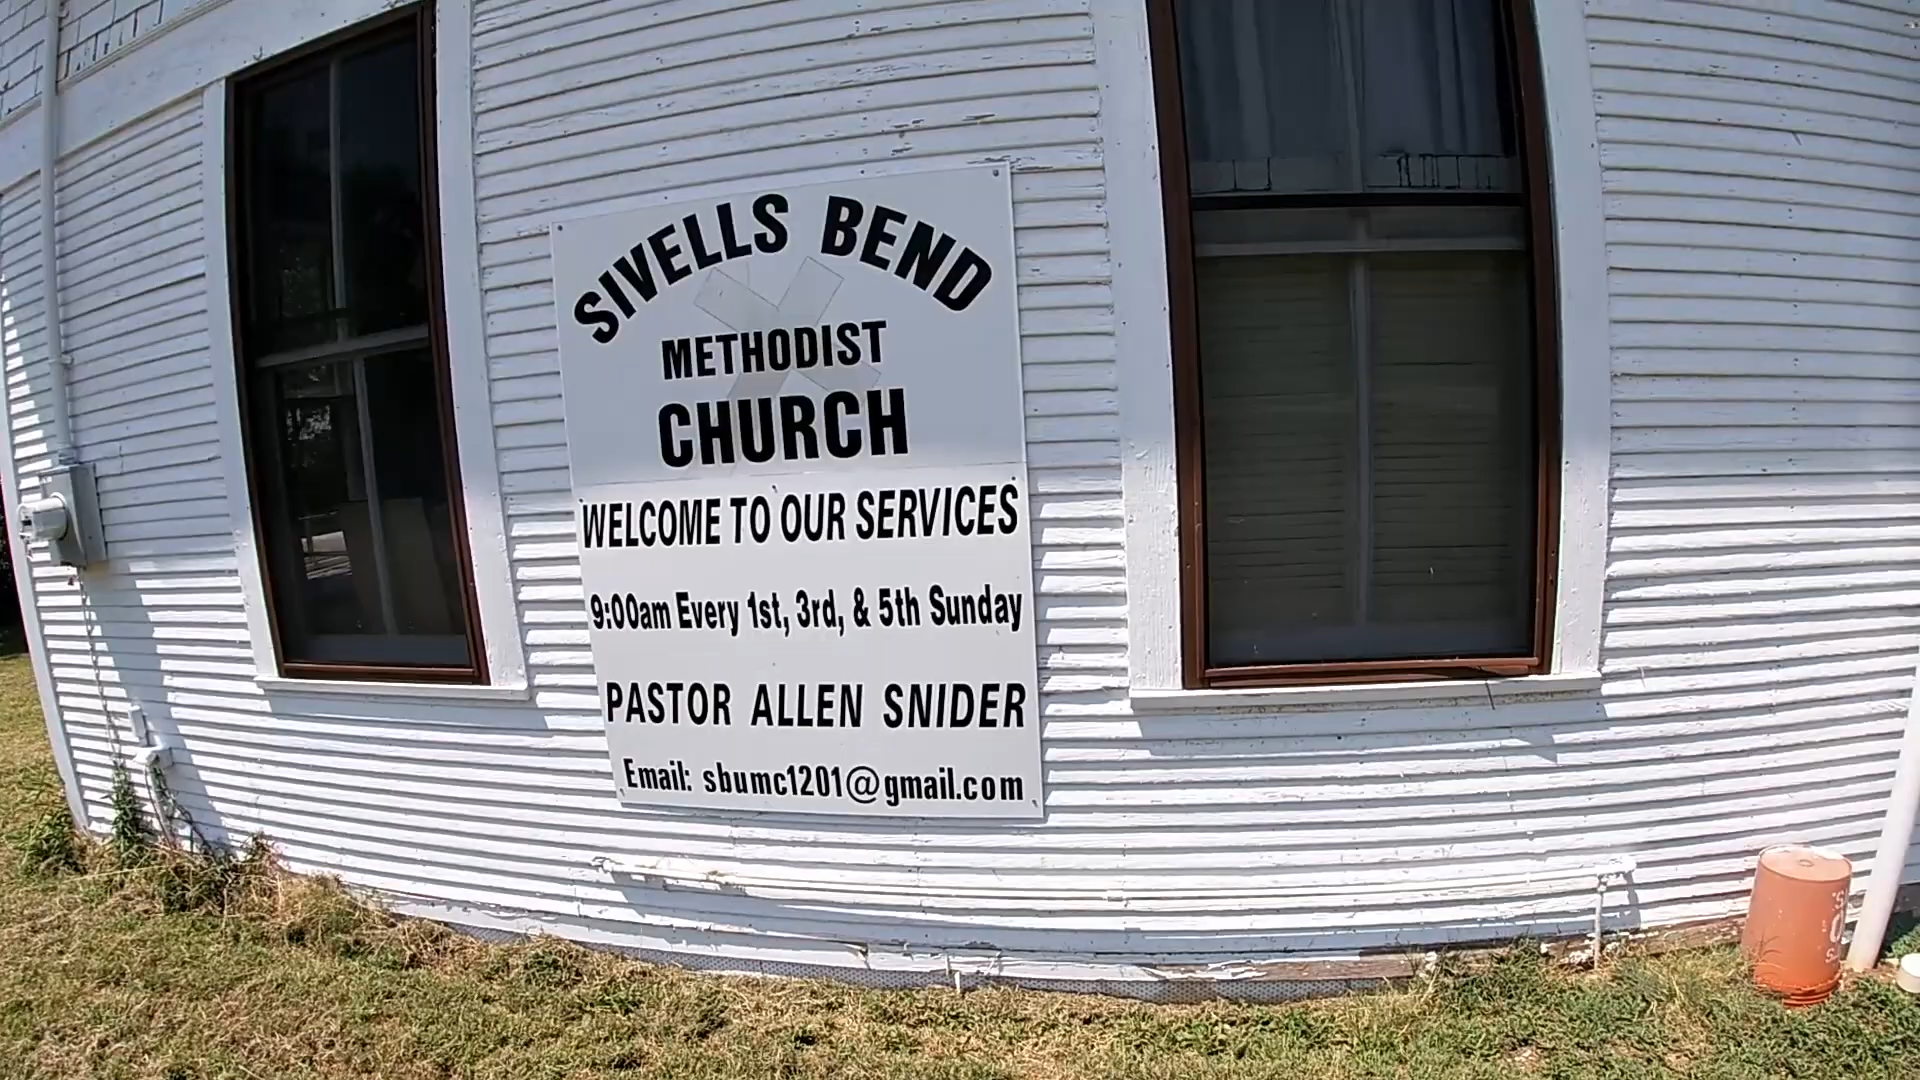 SIVELLS BEND
METHODIST
CHURCH
WELCOME TO OUR SERVICES
9:00am Every 1st, 3rd, & 5th Sunday
PASTOR ALLEN SNIDER
Email: sbumc1201@gmail.com